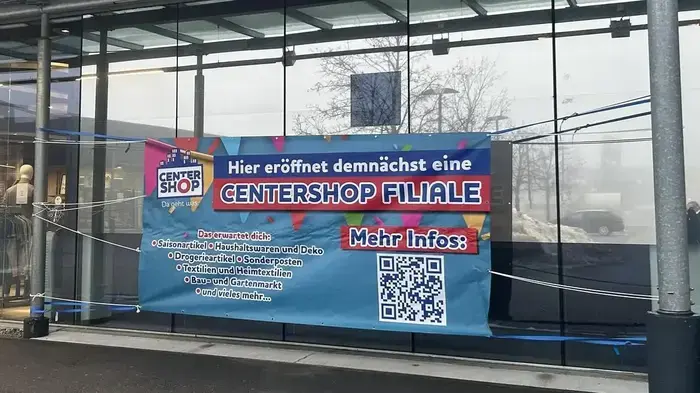 CENTER
SHOP
Da geht was
Hier eröffnet demnächst eine
CENTERSHOP FILIALE
Das erwartet dich:
• Saisonartikel • Haushaltswaren und Deko
• Drogerieartikel • Sonderposten
• Textilien und Heimtextilien
• Bau- und Gartenmarkt
• und vieles mehr...
Mehr Infos: